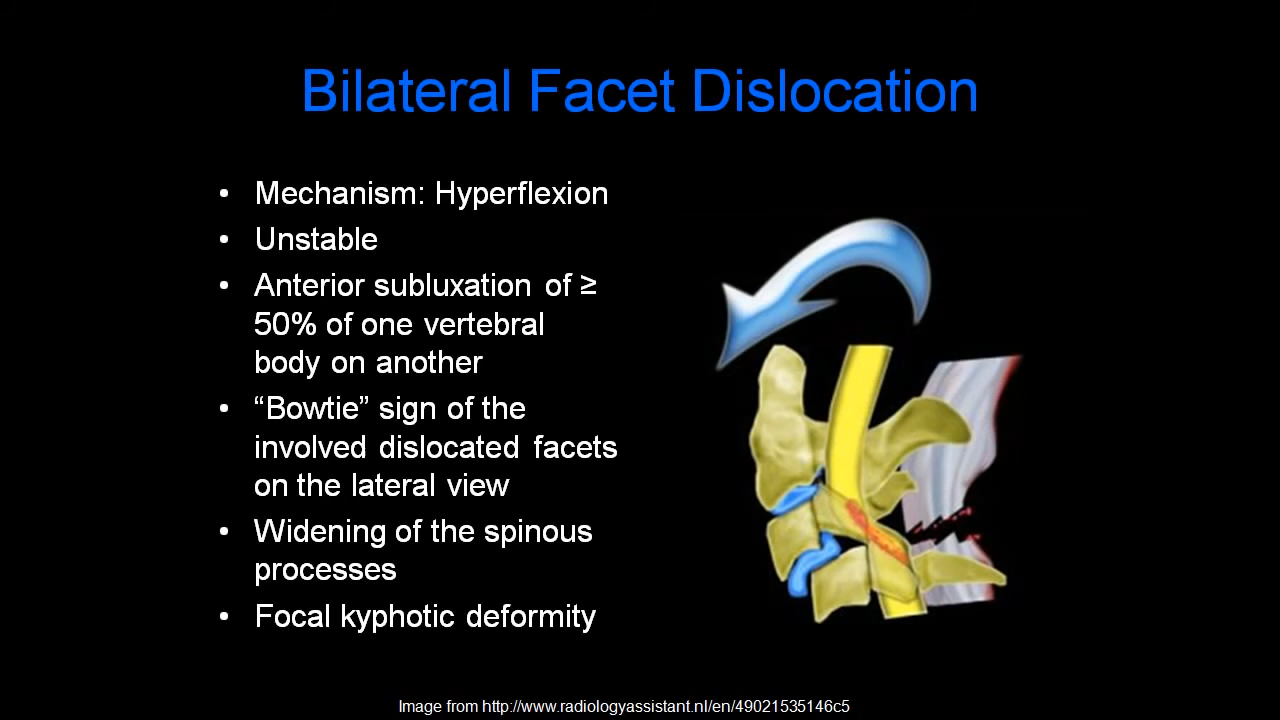 Bilateral Facet Dislocation
• Mechanism: Hyperflexion
• Unstable
• Anterior subluxation of ≥
50% of one vertebral
body on another
• “Bowtie” sign of the
involved dislocated facets
on the lateral view
• Widening of the spinous
processes
• Focal kyphotic deformity
Image from http://www.radiologyassistant.nl/en/49021535146c5